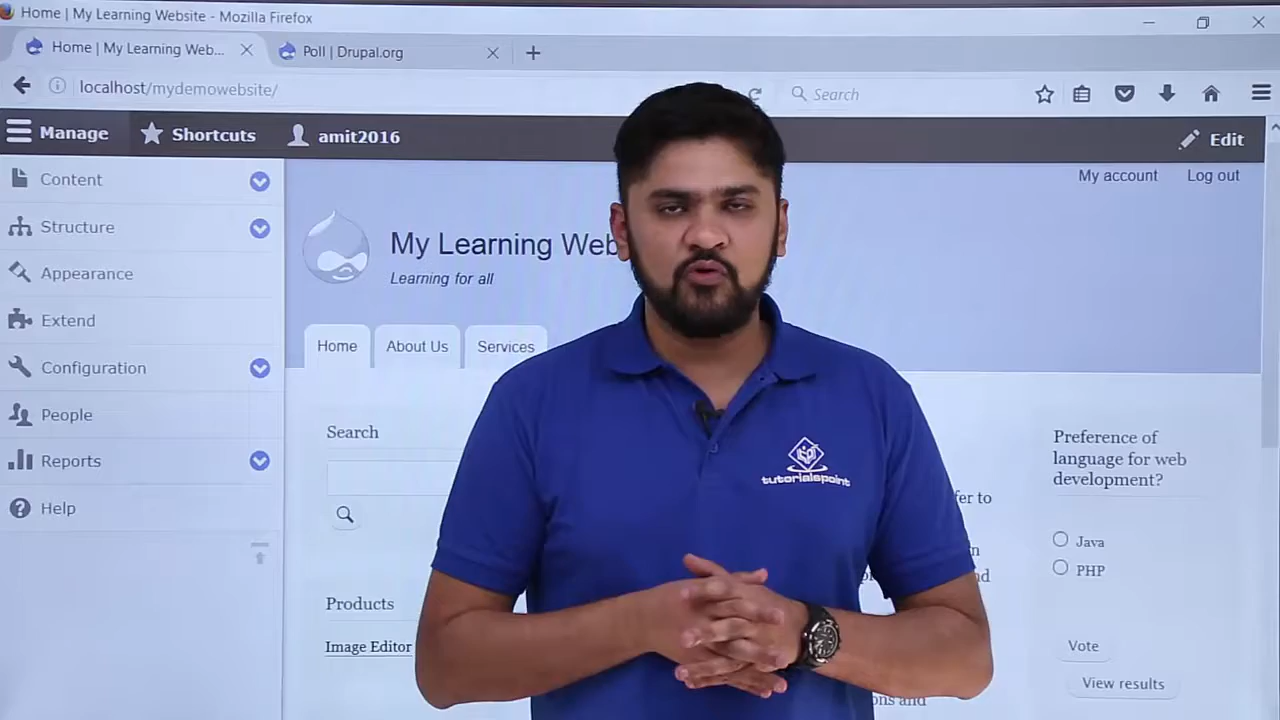 Home | My Learning Website - Mozilla Firefox
Home | My Learning Web...
Poll | Drupal.org
localhost/mydemowebsite/
Search
Manage
Shortcuts
amit2016
Edit
Content
Structure
Appearance
Extend
Configuration
People
Reports
Help
My account
Log out
My Learning Web
Learning for all
Home
About Us
Services
Search
Products
Image Editor
tutorialspoint
to
and
Preference of
language for web
development?
Java
PHP
Vote
View results